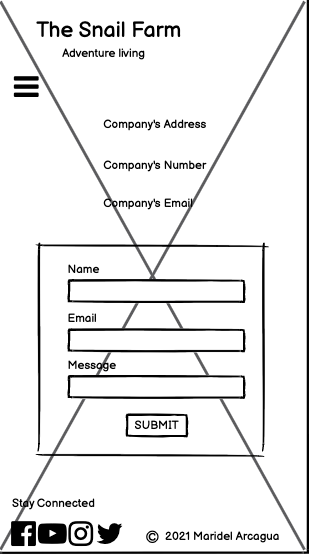 The Snail Farm
Adventure living
Company's Address
Company's Number
Company's Email
Name
Email
Message
SUBMIT
Stay Connected
© 2021 Maridel Arcagua